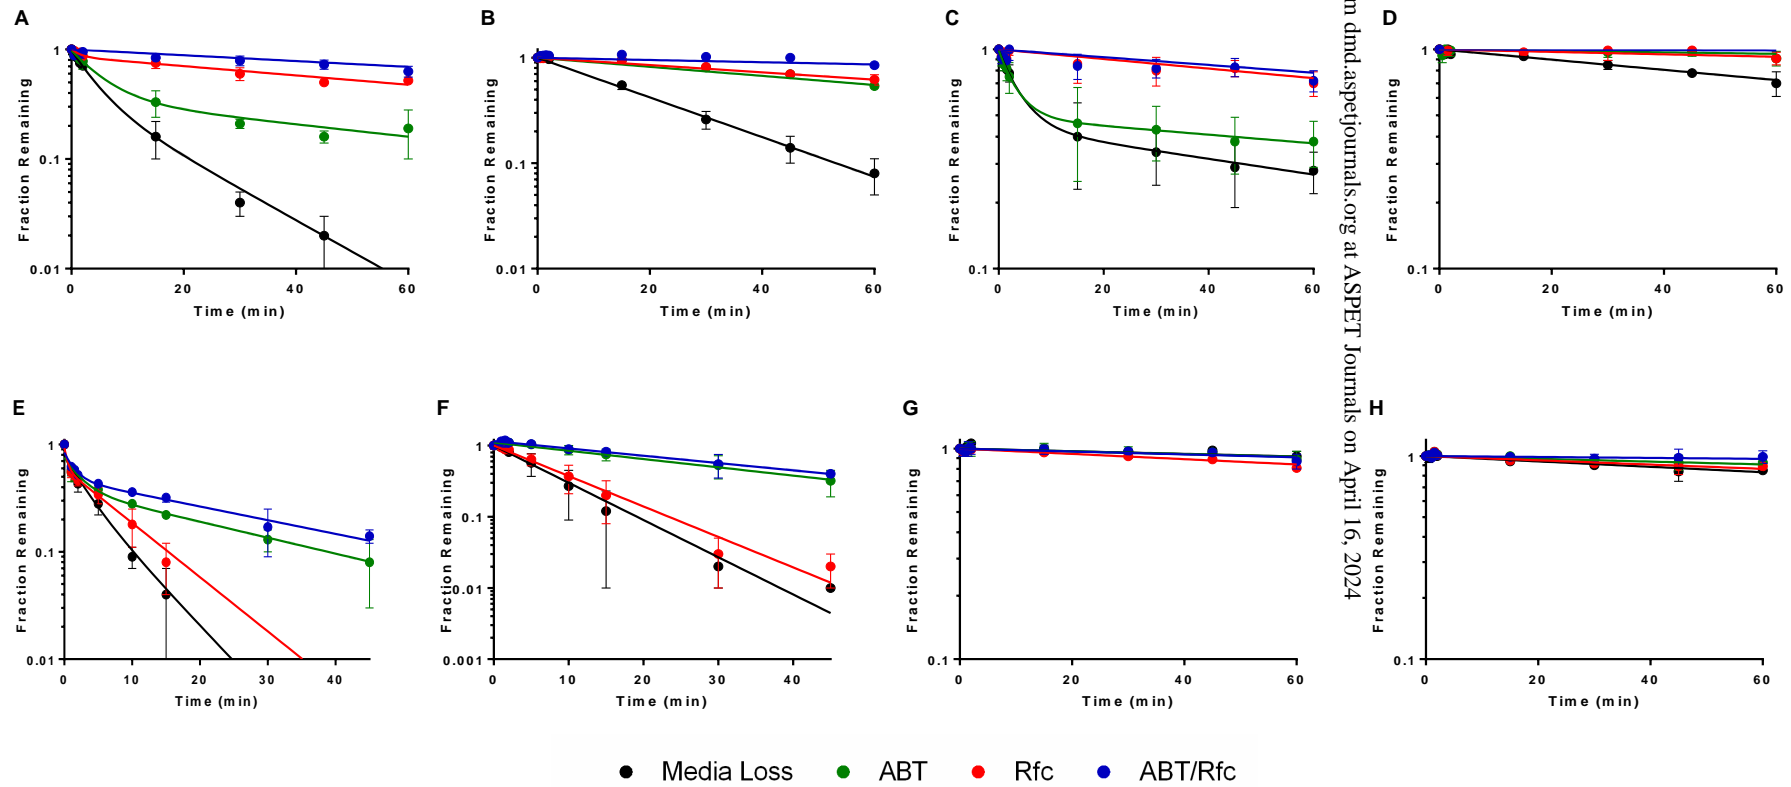 A
B
C
D
1
0.1
0.01
0
20
40
60
Time (min)
Fraction Remaining
1
0.1
0.01
0
20
40
60
Time (min)
Fraction Remaining
1
0.1
0
20
40
60
Time (min)
Fraction Remaining
1
0.1
0
20
40
60
Time (min)
m dmd.aspetjournals.org at ASPET Journals on April 16, 2024
E
F
G
H
1
0.1
0.01
0
10
20
30
40
Time (min)
Fraction Remaining
1
0.1
0.01
0.001
0
10
20
30
40
Time (min)
Fraction Remaining
1
0.1
0
20
40
60
Time (min)
Fraction Remaining
1
0.1
0
20
40
60
Time (min)
Fraction Remaining
Media Loss
ABT
Rfc
ABT/Rfc